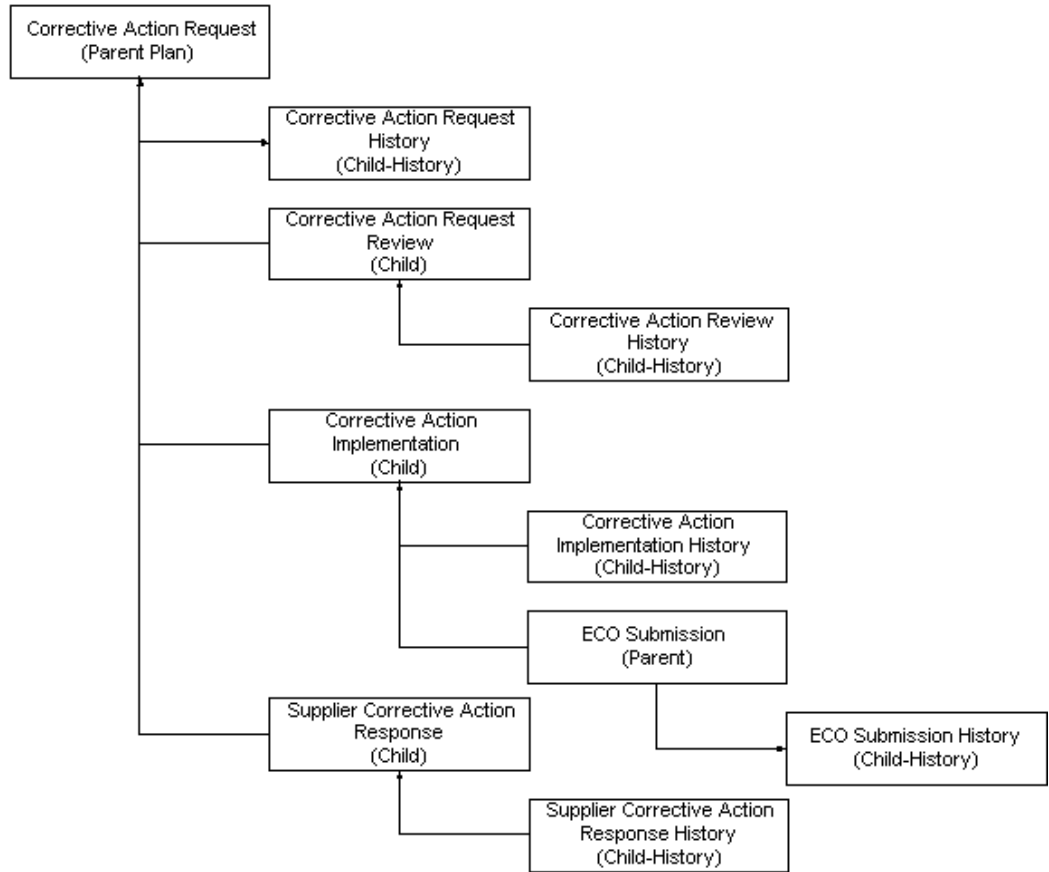 Corrective Action Request
(Parent Plan)
Corrective Action Request
History
(Child-History)
Corrective Action Request
Review
(Child)
Corrective Action Review
History
(Child-History)
Corrective Action
Implementation
(Child)
Corrective Action
Implementation History
(Child-History)
ECO Submission
(Parent)
Supplier Corrective Action
Response
(Child)
ECO Submission History
(Child-History)
Supplier Corrective Action
Response History
(Child-History)